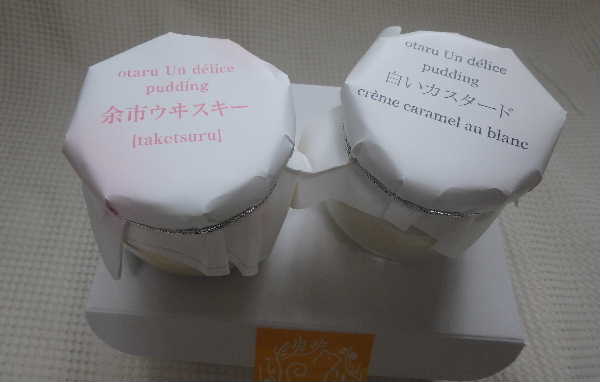 otaru Un délice
pudding
余市ウヰスキー
[taketsuru]
otaru Un délice
pudding
白いカスタード
crème caramel au blanc